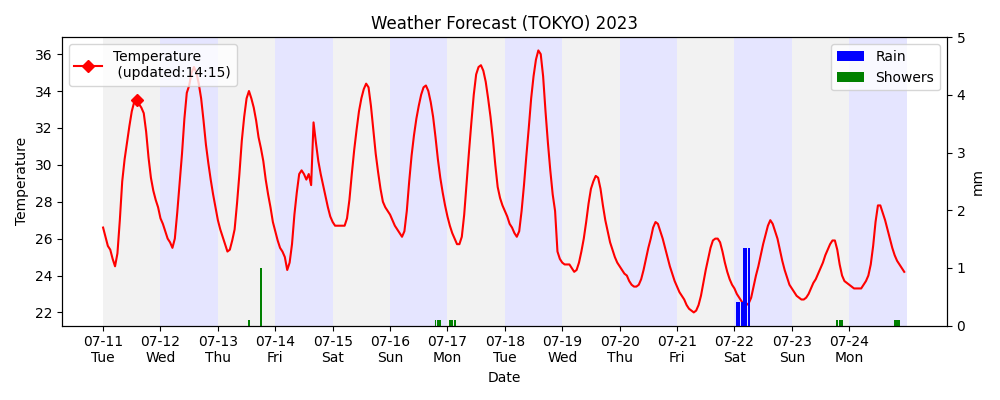 Weather Forecast (TOKYO) 2023
Temperature
(updated:14:15)
Rain
Showers
36
34
32
30
28
26
24
22
Temperature
5
4
3
2
1
0
mm
07-11 07-12 07-13 07-14 07-15 07-16 07-17 07-18 07-19 07-20 07-21 07-22 07-23 07-24
Tue Wed Thu Fri Sat Sun Mon Tue Wed Thu Fri Sat Sun Mon
Date